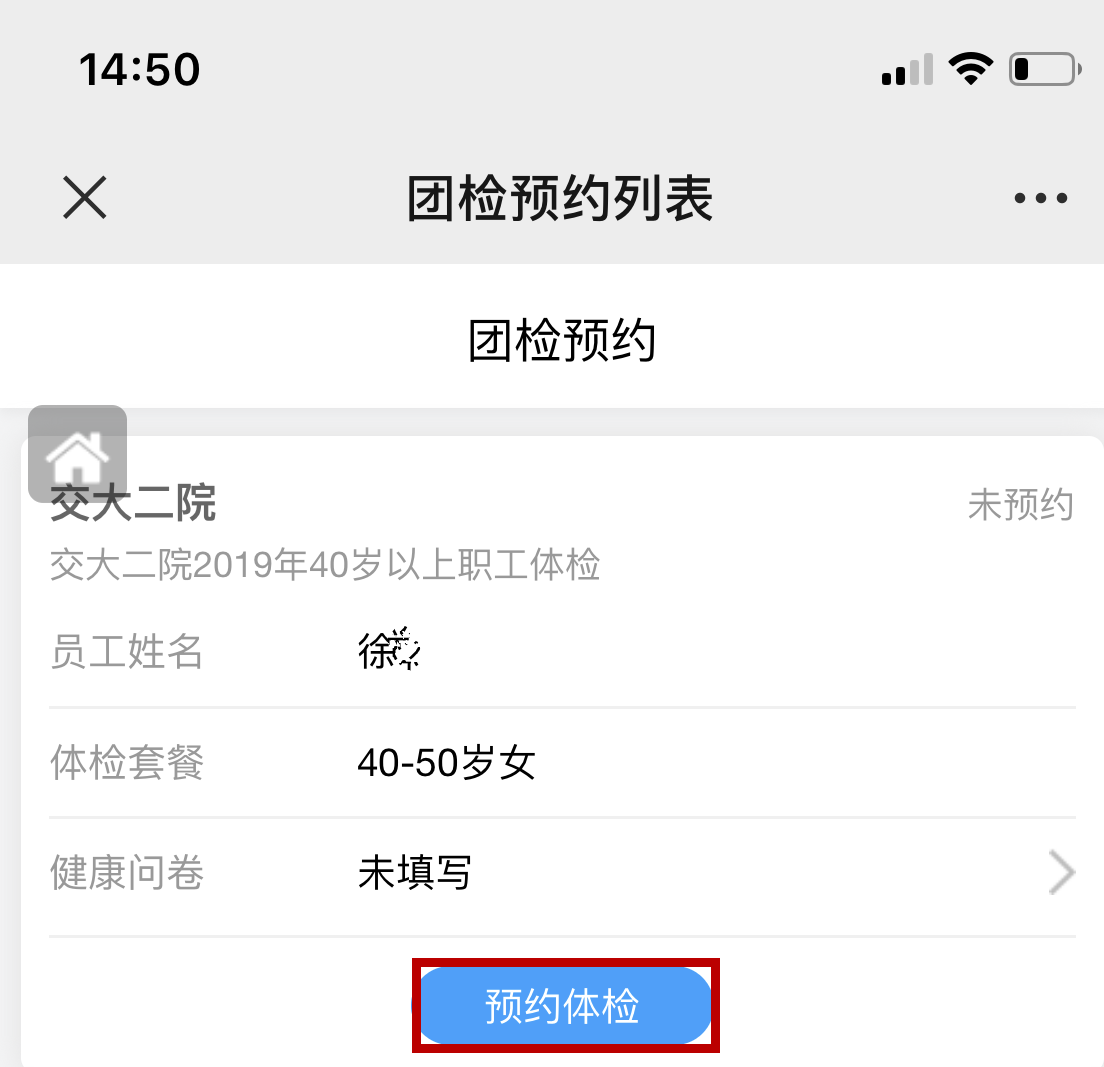 14:50
团检预约列表
团检预约
交大二院
未预约
交大二院2019年40岁以上职工体检
员工姓名 徐
体检套餐 40-50岁女
健康问卷 未填写
预约体检